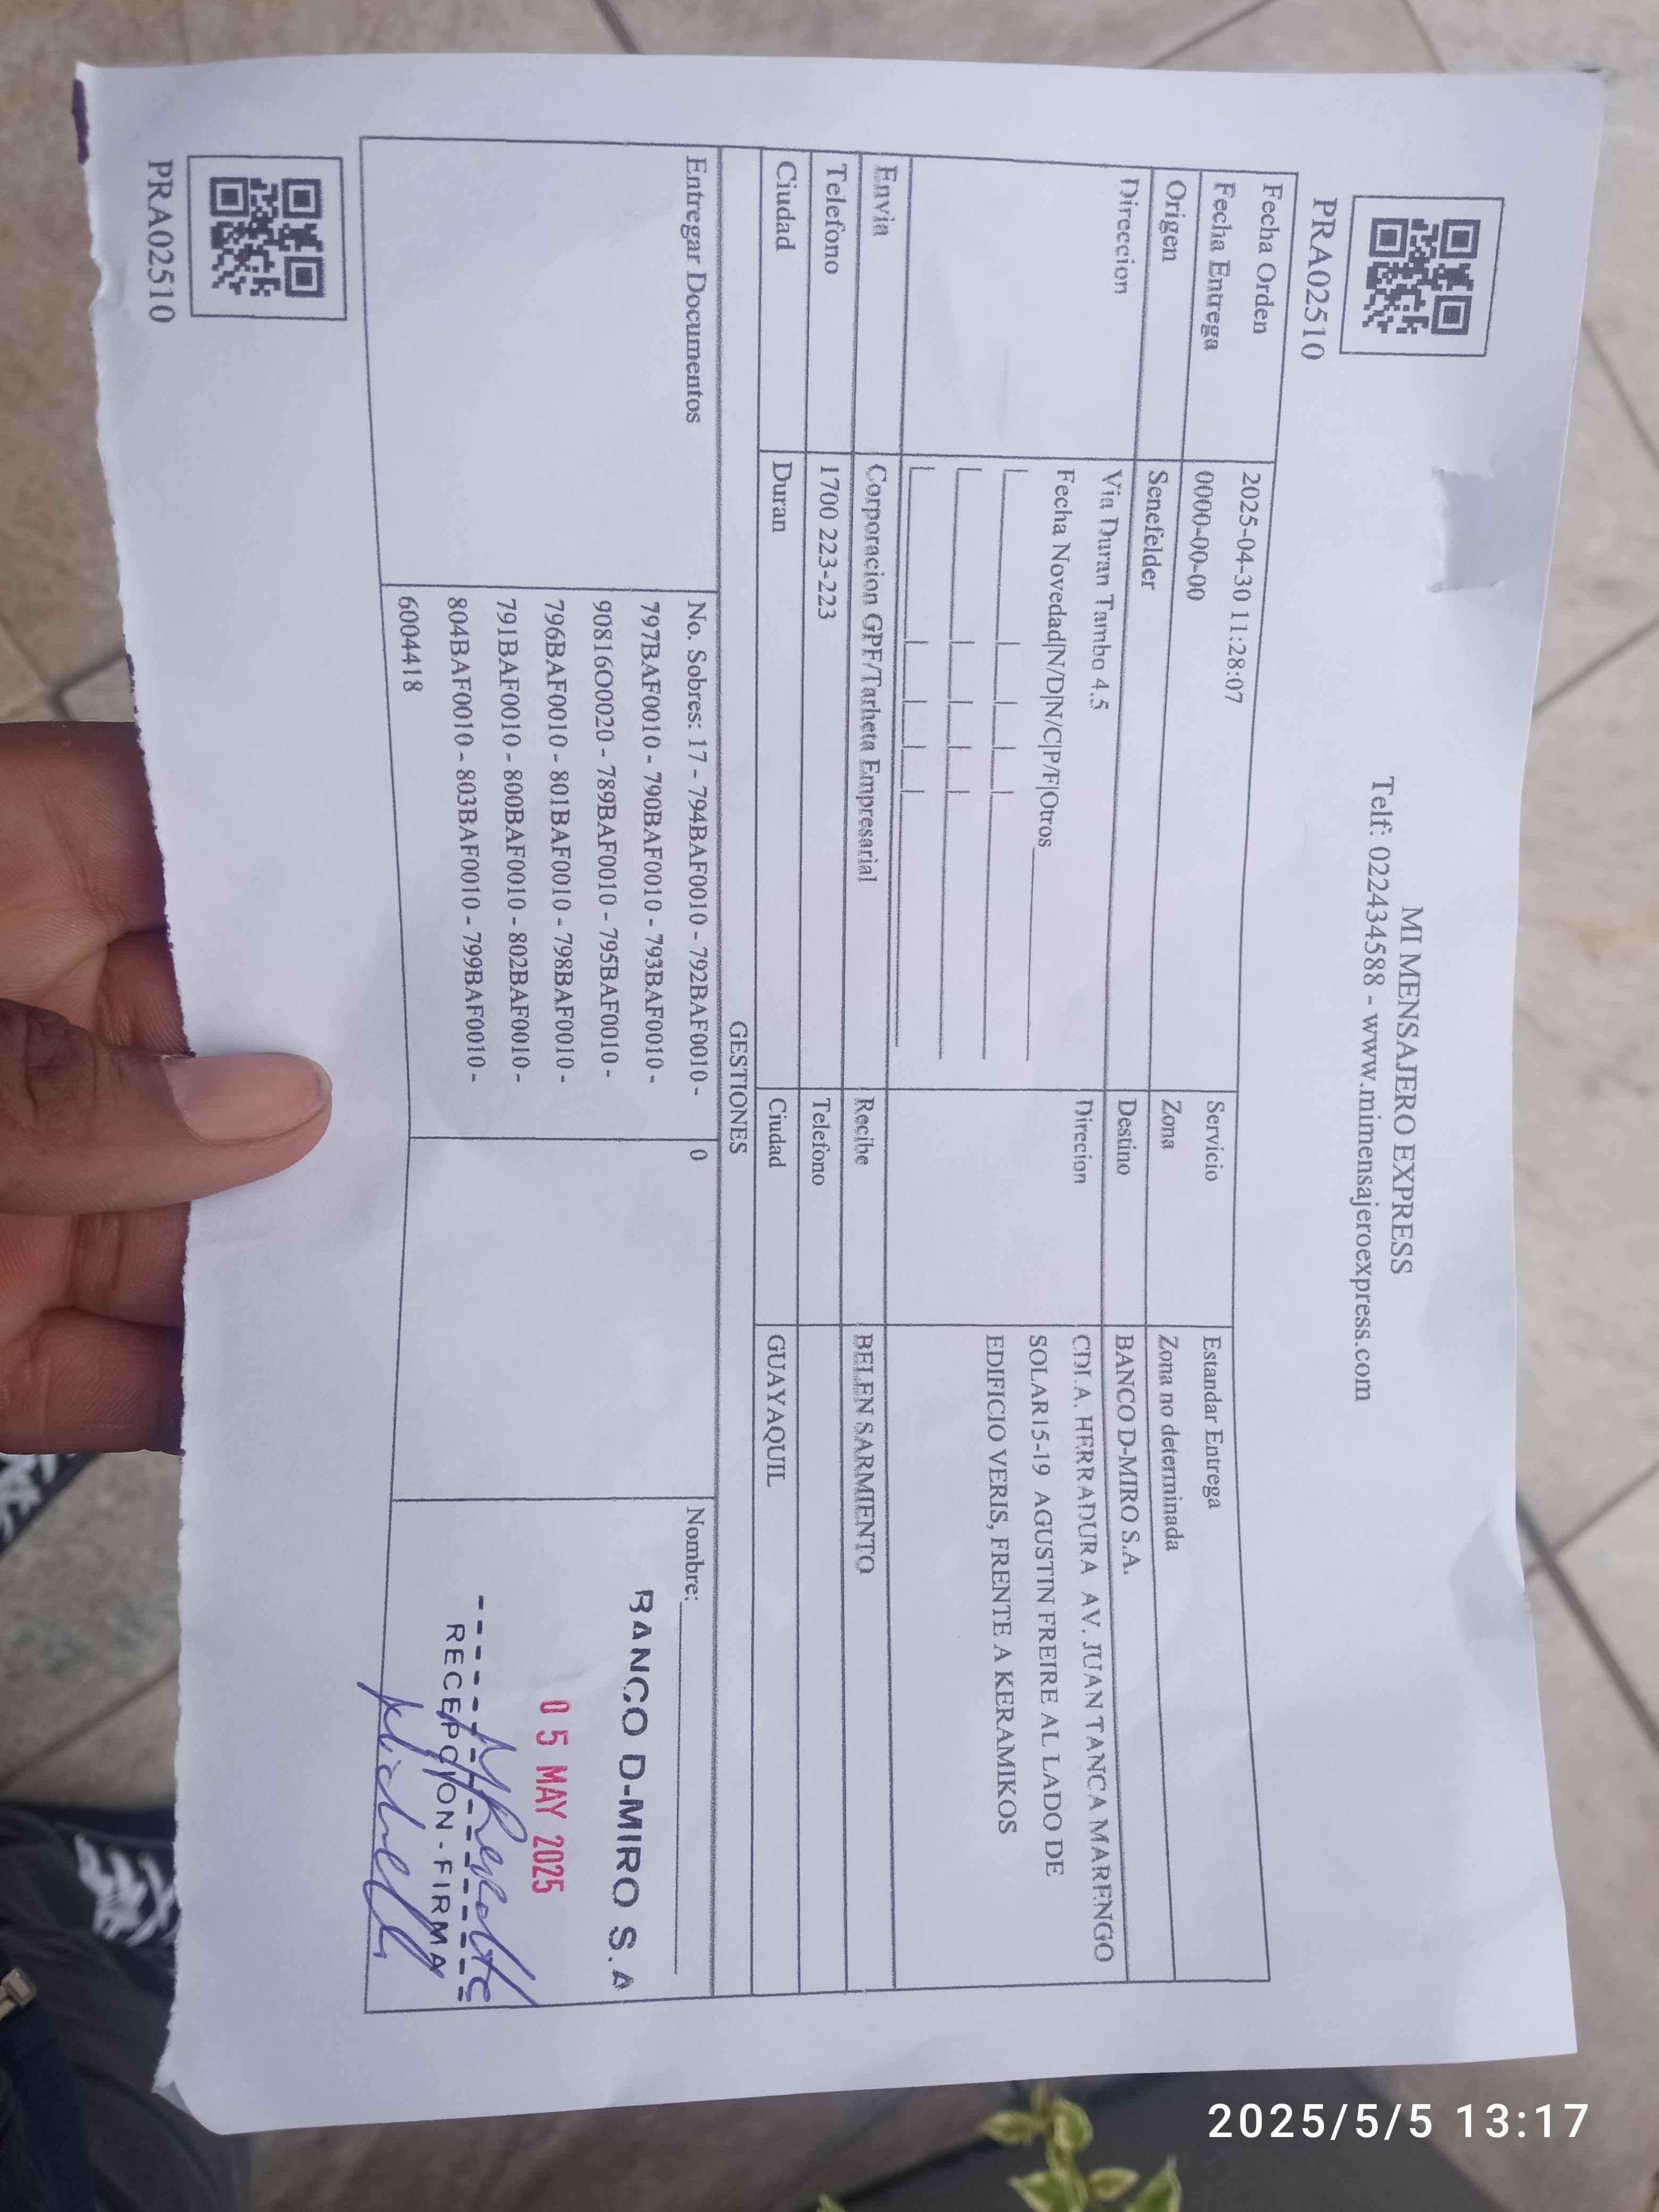 MI MENSAJERO EXPRESS
Telf: 022434588 - www.mimensajeroexpress.com
PRA02510
Fecha Orden 2025-04-30 11:28:07 Servicio Estandar Entrega
Fecha Entrega 0000-00-00 Zona Zona no determinada
Origen Senefelder Destino BANCO D-MIRO S.A.
Direccion Via Duran Tambo 4.5 Direcion CDLA. HERRADURA AV. JUAN TANCA MARENGO
Fecha Novedad|N/D|N/C|P/F|Otros SOLAR15-19 AGUSTIN FREIRE AL LADO DE
EDIFICIO VERIS, FRENTE A KERAMIKOS
Envia Corporacion GPF/Tarheta Empresarial Recibe BELEN SARMIENTO
Telefono 1700 223-223 Telefono
Ciudad Duran Ciudad GUAYAQUIL
GESTIONES
Entregar Documentos No. Sobres: 17 - 794BAF0010 - 792BAF0010 - 0 Nombre:
797BAF0010 - 790BAF0010 - 793BAF0010 -
90816O0020 - 789BAF0010 - 795BAF0010 -
796BAF0010 - 801BAF0010 - 798BAF0010 -
791BAF0010 - 800BAF0010 - 802BAF0010 -
804BAF0010 - 803BAF0010 - 799BAF0010 -
6004418
BANCO D-MIRO S.A
05 MAY 2025
RECEPCION - FIRMA
PRA02510
2025/5/5 13:17